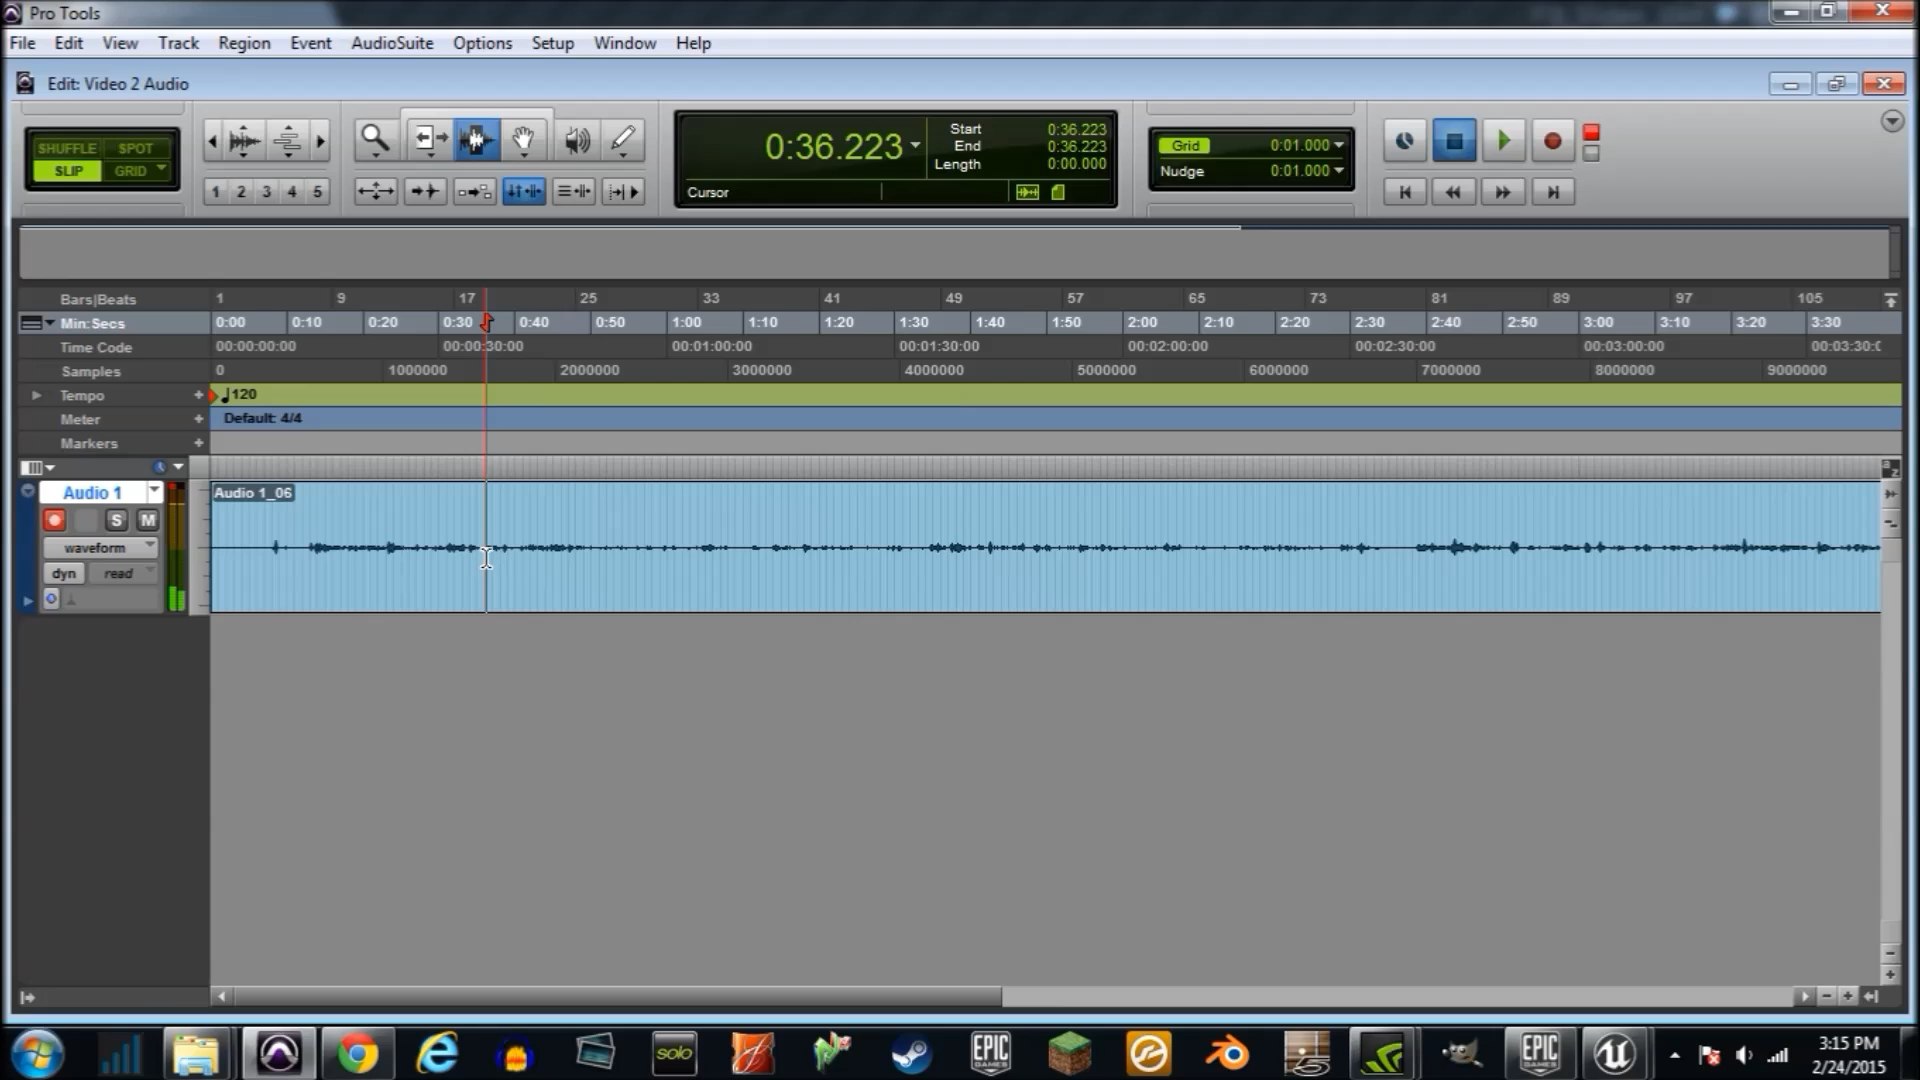 Pro Tools
File Edit View Track Region Event AudioSuite Options Setup Window Help
Edit: Video 2 Audio
SHUFFLE SPOT
SLIP GRID
1 2 3 4 5
0:36.223
Start 0:36.223
End 0:36.223
Length 0:00.000
Cursor
Grid 0:01.000
Nudge 0:01.000
Bars|Beats 1 9 17 25 33 41 49 57 65 73 81 89 97 105
Min:Secs 0:00 0:10 0:20 0:30 0:40 0:50 1:00 1:10 1:20 1:30 1:40 1:50 2:00 2:10 2:20 2:30 2:40 2:50 3:00 3:10 3:20 3:30
Time Code 00:00:00:00 00:00:30:00 00:01:00:00 00:01:30:00 00:02:00:00 00:02:30:00 00:03:00:00 00:03:30:0
Samples 0 1000000 2000000 3000000 4000000 5000000 6000000 7000000 8000000 9000000
Tempo + 120
Meter + Default: 4/4
Markers +
a z
Audio 1
Audio 1_06
S M
waveform
dyn read
solo
EPIC GAMES
5
EPIC GAMES
3:15 PM
2/24/2015